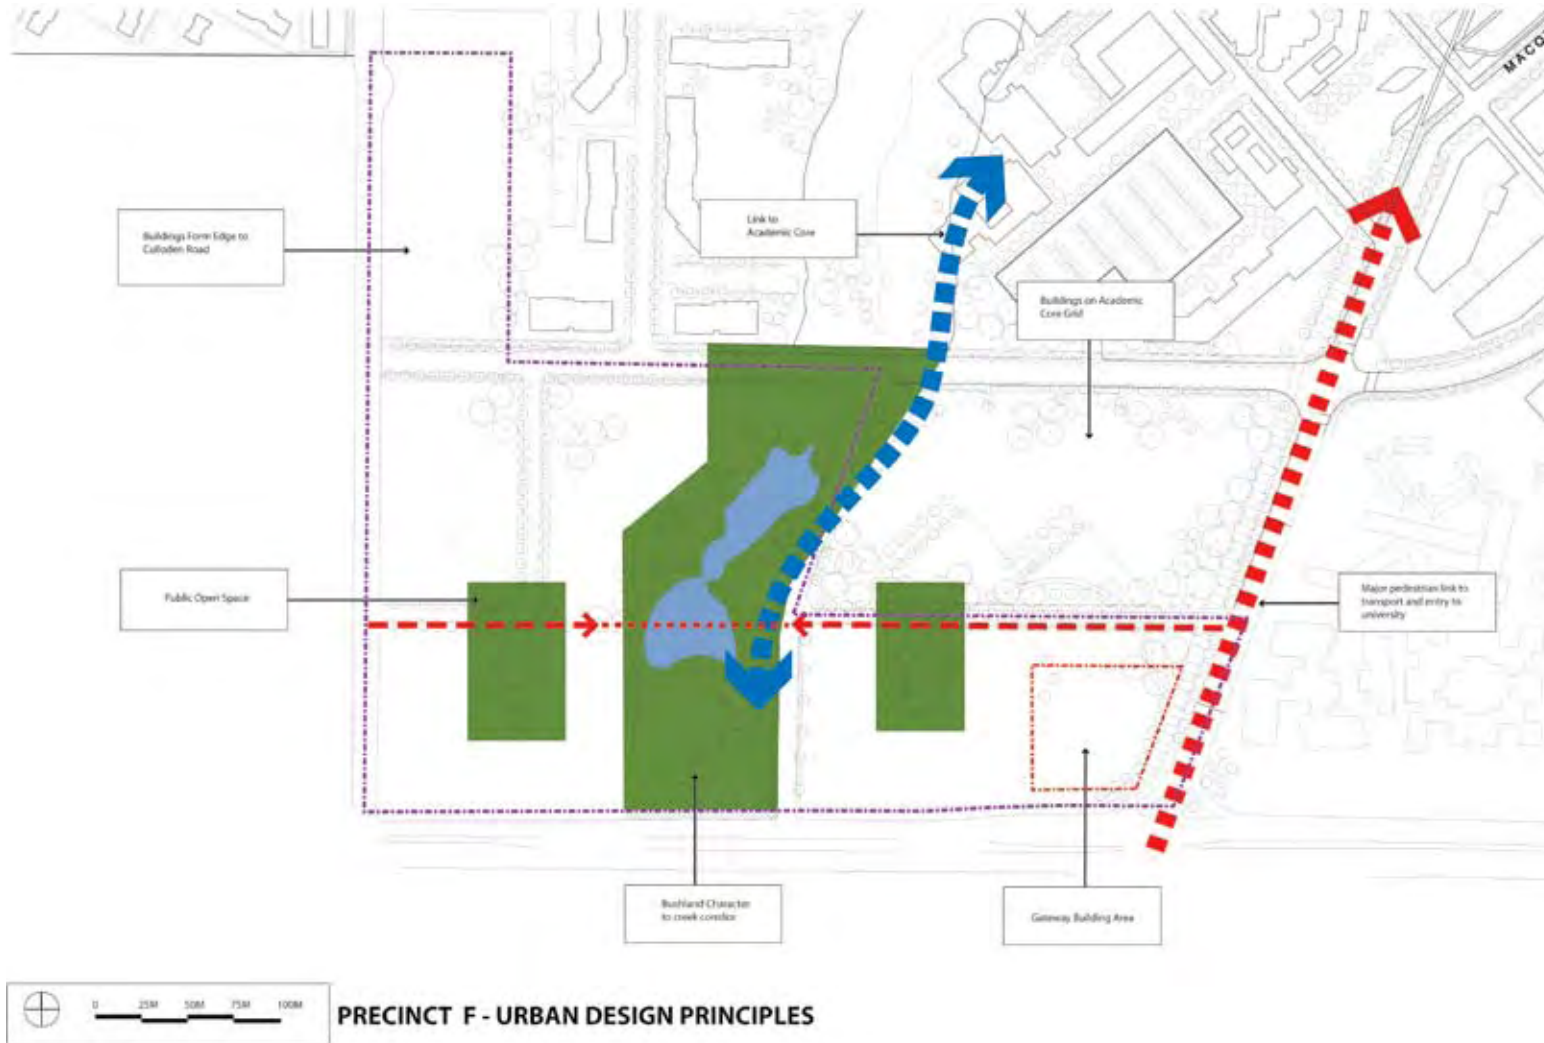 MACQ
Buildings Form Edge to
Culloden Road
Link to
Academic Core
Buildings on Academic
Core Grid
Public Open Space
Major pedestrian link to
transport and entry to
university
Bushland Character
to creek corridor
Gateway Building Area
0 25M 50M 75M 100M
PRECINCT F - URBAN DESIGN PRINCIPLES